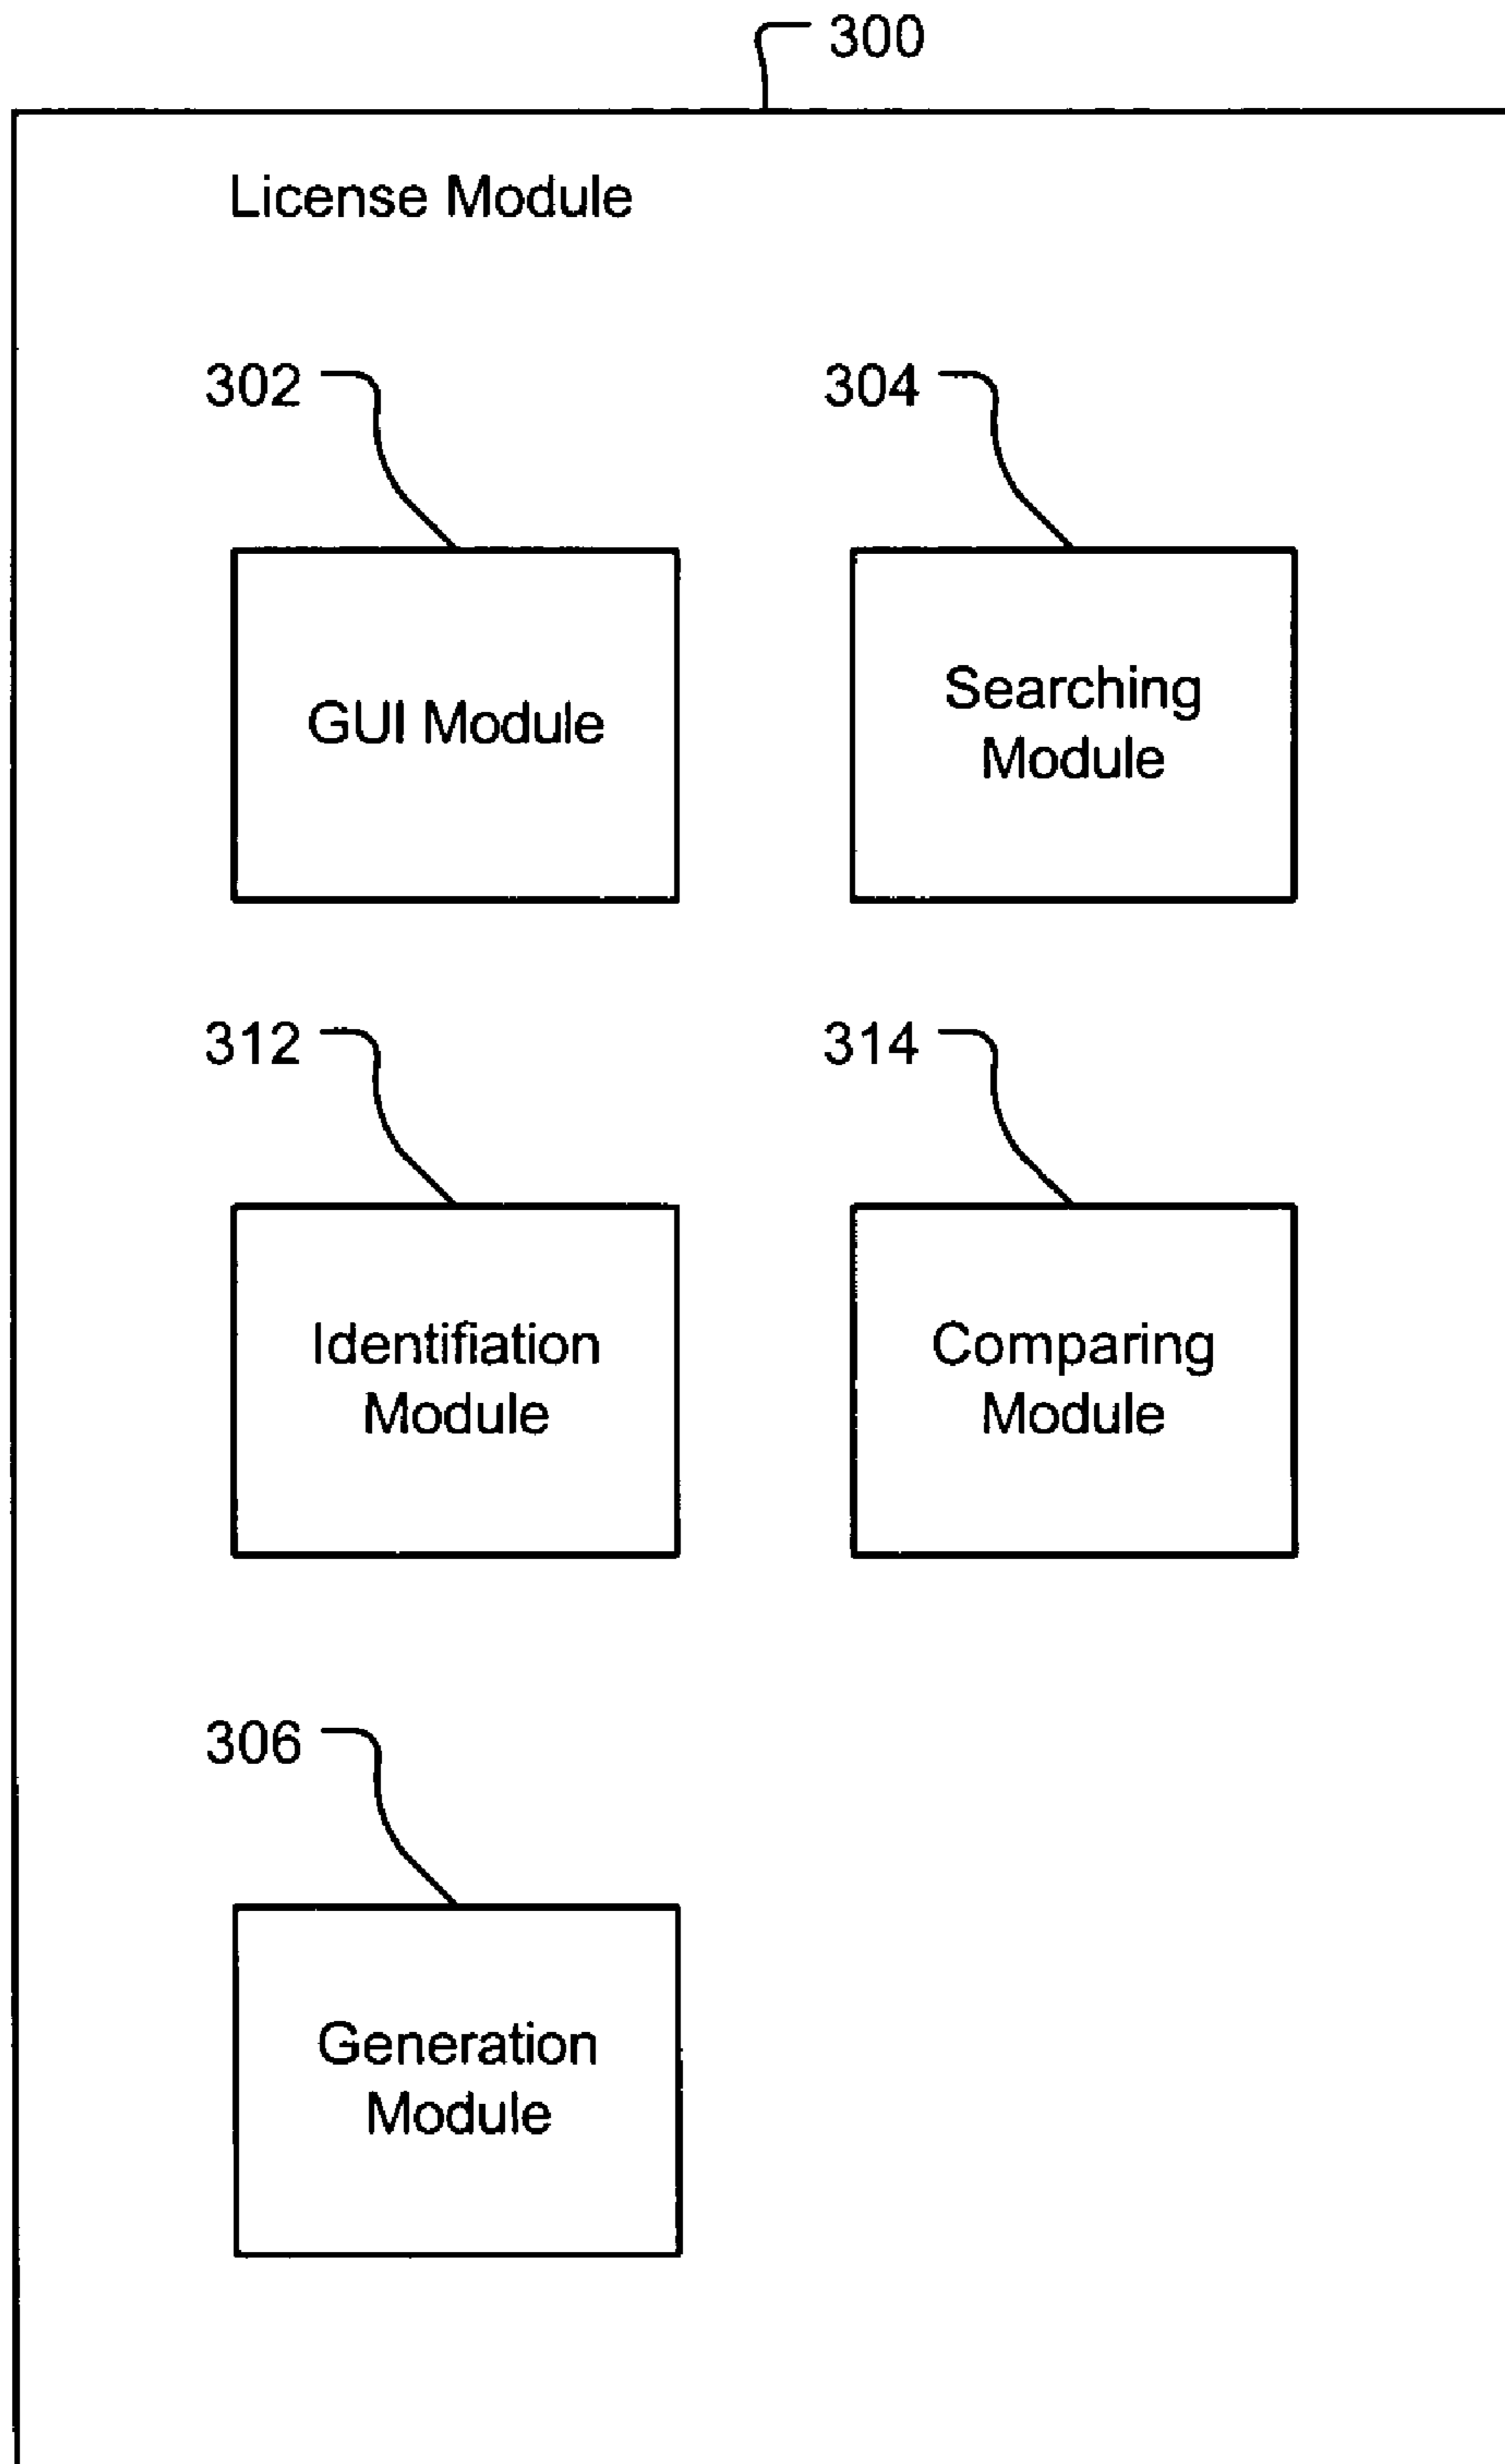 300
License Module
302
304
GUI Module
Searching
Module
312
314
Identifiation
Module
Comparing
Module
306
Generation
Module